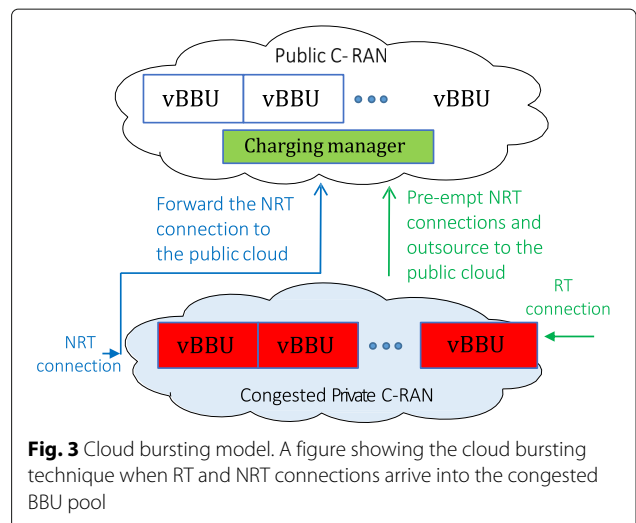 Public C-RAN
vBBU vBBU vBBU
Charging manager
Forward the NRT
connection to
the public cloud
Pre-empt NRT
connections and
outsource to the
public cloud
RT
connection
NRT
connection
vBBU vBBU vBBU
Congested Private C-RAN
Fig. 3 Cloud bursting model. A figure showing the cloud bursting
technique when RT and NRT connections arrive into the congested
BBU pool